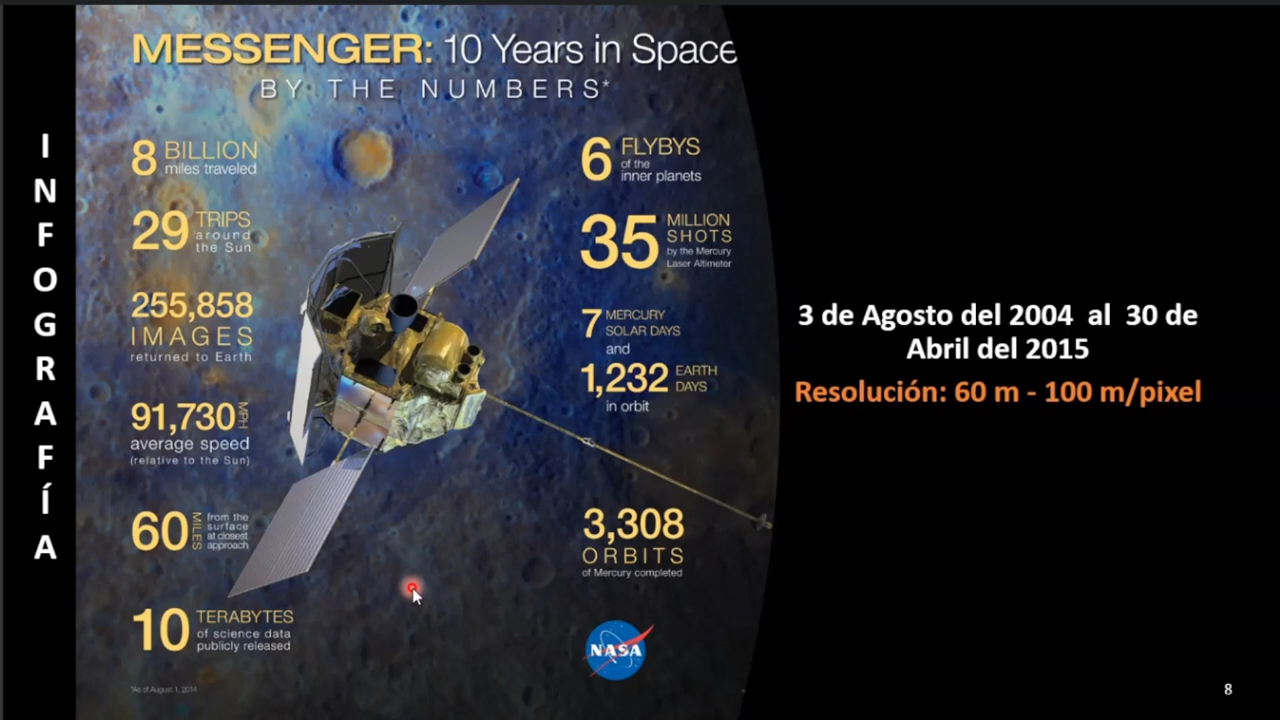 INFOGRAFÍA
MESSENGER: 10 Years in Space
BY THE NUMBERS*
8 BILLION
miles traveled
29 TRIPS
around
the Sun
255,858
IMAGES
returned to Earth
91,730 MPH
average speed
(relative to the Sun)
60 MILES
from the
surface
at closest
approach
10 TERABYTES
of science data
publicly released
*As of August 1, 2014
6 FLYBYS
of the
inner planets
35 MILLION
SHOTS
by the Mercury
Laser Altimeter
7 MERCURY
SOLAR DAYS
and
1,232 EARTH
DAYS
in orbit
3,308
ORBITS
of Mercury completed
NASA
3 de Agosto del 2004 al 30 de
Abril del 2015
Resolución: 60 m - 100 m/pixel
8